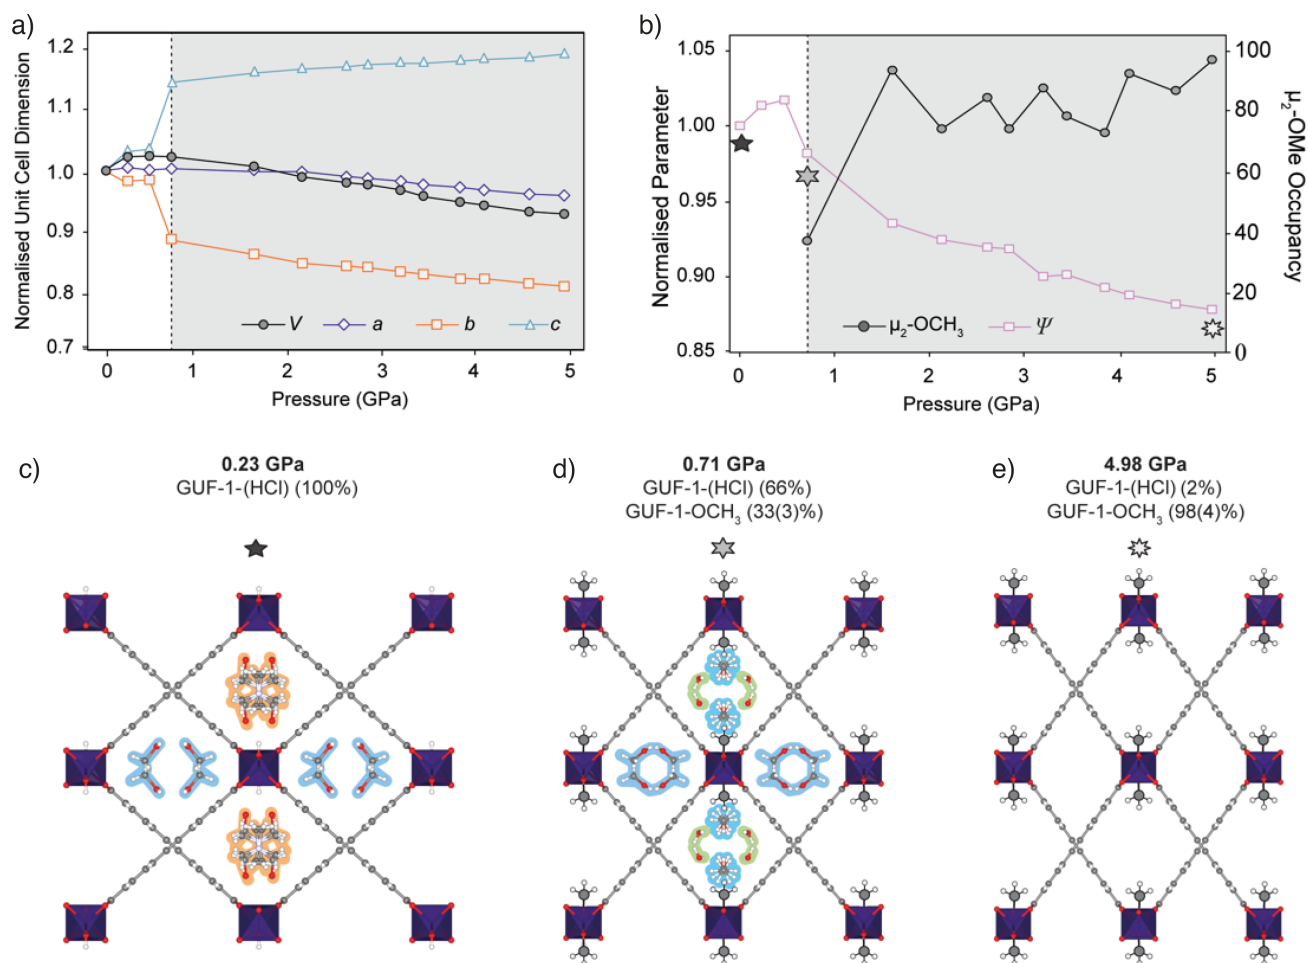 a)
1.2
1.1
1.0
0.9
0.8
0.7
Normalised Unit Cell Dimension
V a b c
0 1 2 3 4 5
Pressure (GPa)
b)
1.05
1.00
0.95
0.90
0.85
Normalised Parameter
100
80
60
40
20
0
μ₂-OMe Occupancy
μ₂-OCH₃ Ψ
0 1 2 3 4 5
Pressure (GPa)
c)
0.23 GPa
GUF-1-(HCl) (100%)
d)
0.71 GPa
GUF-1-(HCl) (66%)
GUF-1-OCH₃ (33(3)%)
e)
4.98 GPa
GUF-1-(HCl) (2%)
GUF-1-OCH₃ (98(4)%)